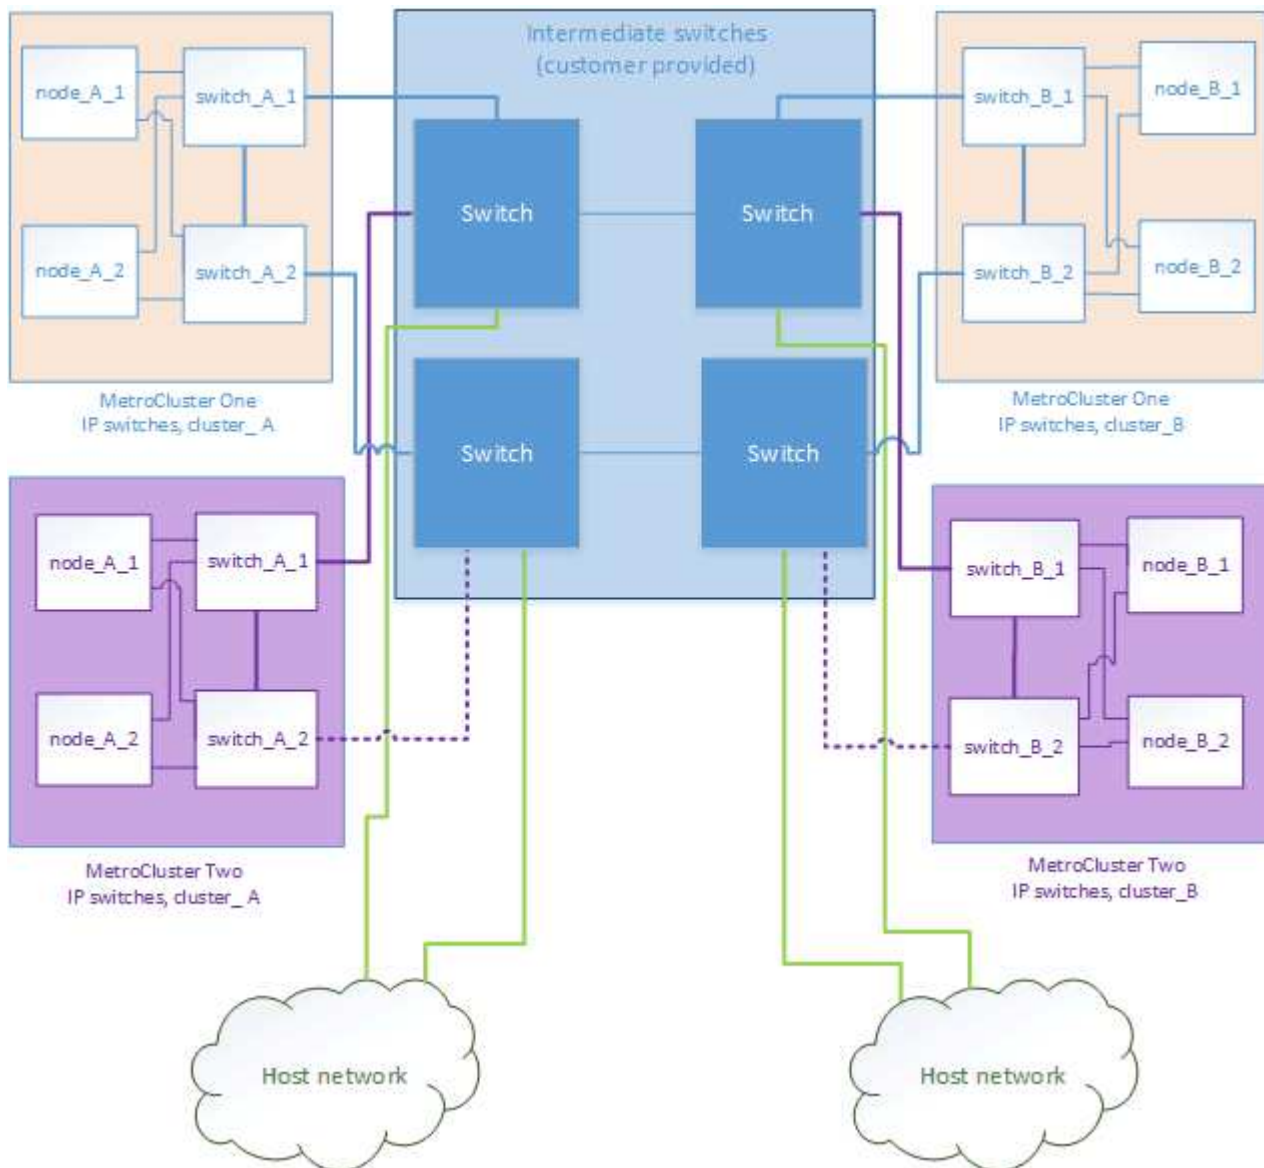 Intermediate switches
(customer provided)
node_A_1
switch_A_1
node_A_2
switch_A_2
MetroCluster One
IP switches, cluster_ A
Switch
Switch
Switch
Switch
switch_B_1
node_B_1
switch_B_2
node_B_2
MetroCluster One
IP switches, cluster_B
node_A_1
switch_A_1
node_A_2
switch_A_2
MetroCluster Two
IP switches, cluster_ A
switch_B_1
node_B_1
switch_B_2
node_B_2
MetroCluster Two
IP switches, cluster_B
Host network
Host network